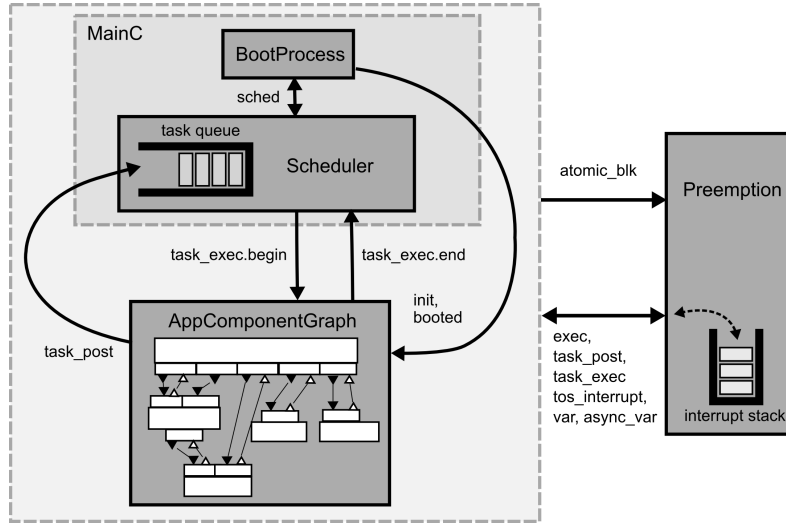 MainC
BootProcess
sched
task queue
Scheduler
atomic_blk
Preemption
task_exec.begin
task_exec.end
init,
booted
AppComponentGraph
task_post
exec,
task_post,
task_exec
tos_interrupt,
var, async_var
interrupt stack